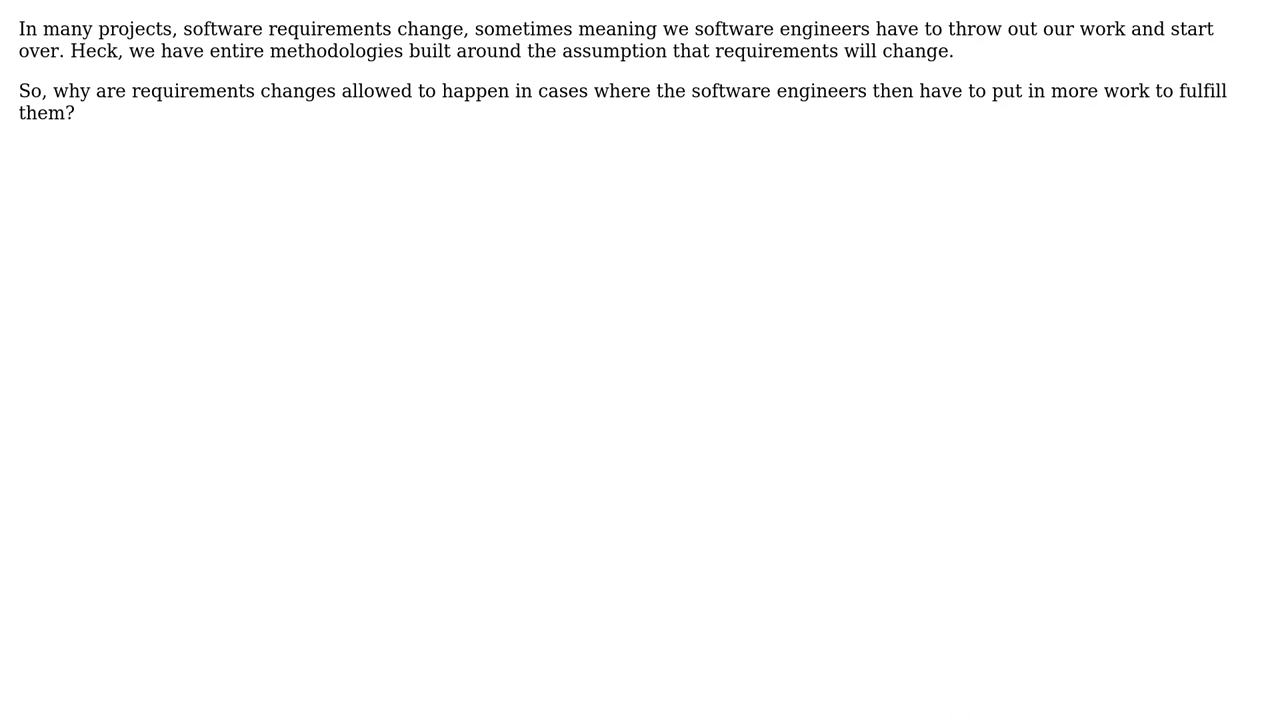 In many projects, software requirements change, sometimes meaning we software engineers have to throw out our work and start
over. Heck, we have entire methodologies built around the assumption that requirements will change.
So, why are requirements changes allowed to happen in cases where the software engineers then have to put in more work to fulfill
them?